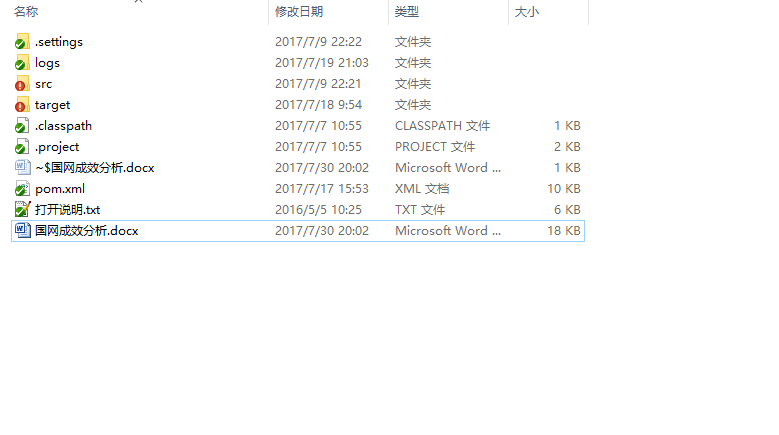 名称 修改日期 类型 大小
.settings 2017/7/9 22:22 文件夹
logs 2017/7/19 21:03 文件夹
src 2017/7/9 22:21 文件夹
target 2017/7/18 9:54 文件夹
.classpath 2017/7/7 10:55 CLASSPATH 文件 1 KB
.project 2017/7/7 10:55 PROJECT 文件 2 KB
~$国网成效分析.docx 2017/7/30 20:02 Microsoft Word ... 1 KB
pom.xml 2017/7/17 15:53 XML 文档 10 KB
打开说明.txt 2016/5/5 10:25 TXT 文件 6 KB
国网成效分析.docx 2017/7/30 20:02 Microsoft Word ... 18 KB